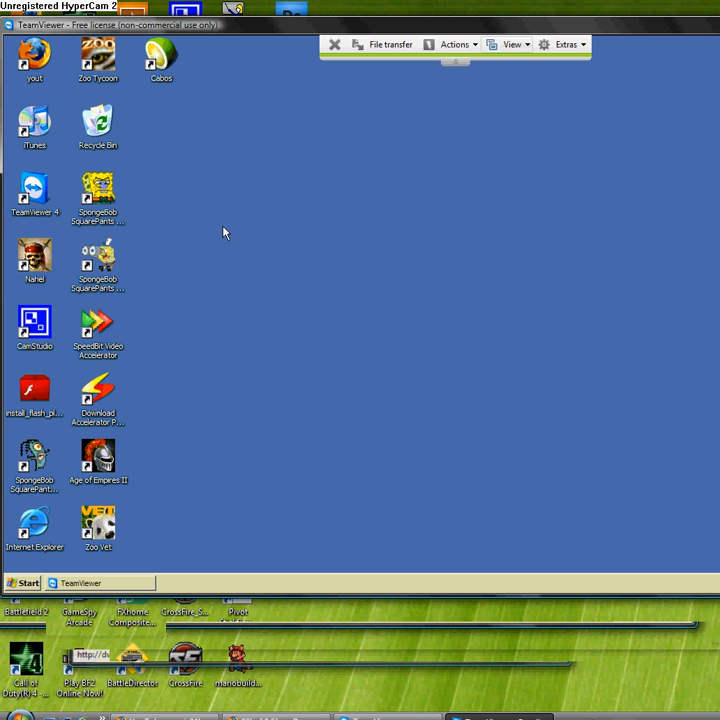 Unregistered HyperCam 2
TeamViewer - Free license (non-commercial use only)
File transfer
Actions
View
Extras
yout
Zoo Tycoon
Cabos
iTunes
Recycle Bin
TeamViewer 4
SpongeBob
SquarePants ...
Nahel
SpongeBob
SquarePants ...
CamStudio
SpeedBit Video
Accelerator
install_flash_pl...
Download
Accelerator P...
SpongeBob
SquarePant...
Age of Empires II
Internet Explorer
Zoo Vet
Start
TeamViewer
Battlefield 2
GameSpy
Arcade
FXhome
Composite...
CrossFire_S...
Pivot
http://dv
Call of
Duty(R) 4 -...
Play BF2
Online Now!
BattleDirector
CrossFire
manobuild...